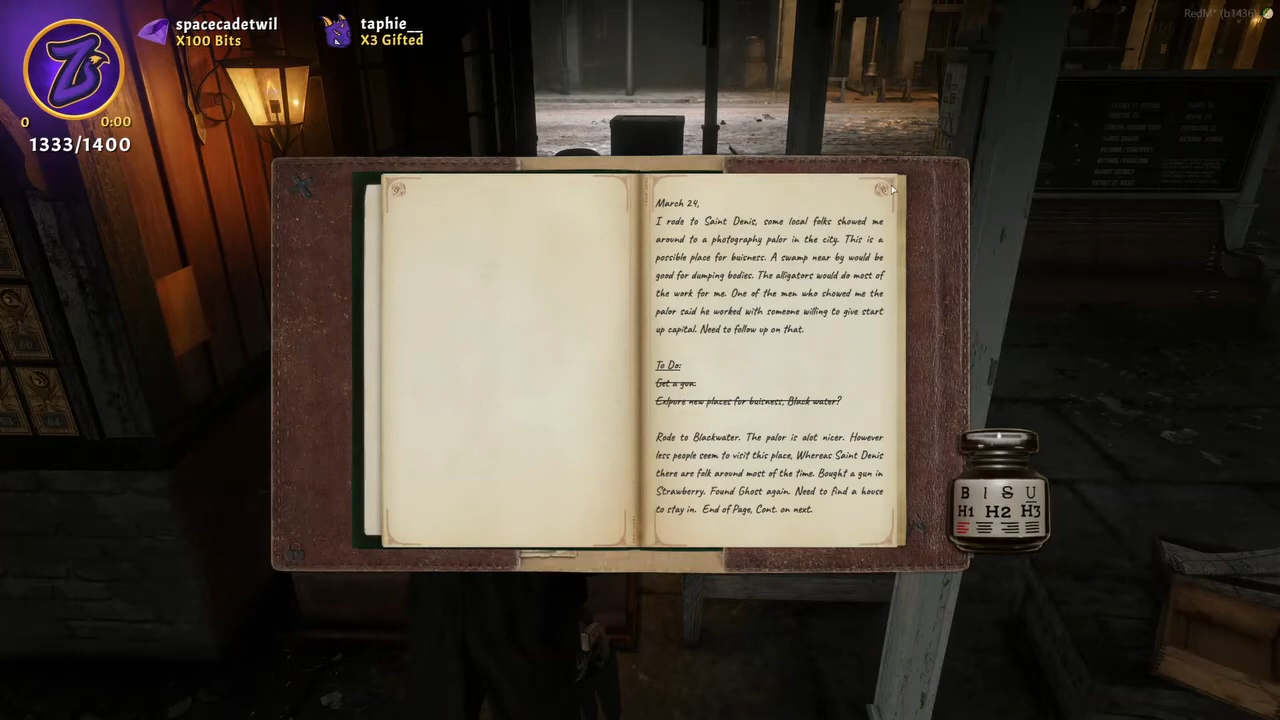 spacecadetwil
X100 Bits
taphie__
X3 Gifted
RedM* (b1436)
0 0:00
1333/1400
March 24,
I rode to Saint Denis, some local folks showed me
around to a photography palor in the city. This is a
possible place for buisness. A swamp near by would be
good for dumping bodies. The alligators would do most of
the work for me. One of the men who showed me the
palor said he worked with someone willing to give start
up capital. Need to follow up on that.
To Do:
Get a gun.
Exlpore new places for buisness, Black water?
Rode to Blackwater. The palor is alot nicer. However
less people seem to visit this place, Whereas Saint Denis
there are folk around most of the time. Bought a gun in
Strawberry. Found Ghost again. Need to find a house
to stay in. End of Page, Cont. on next.
B I S U
H1 H2 H3